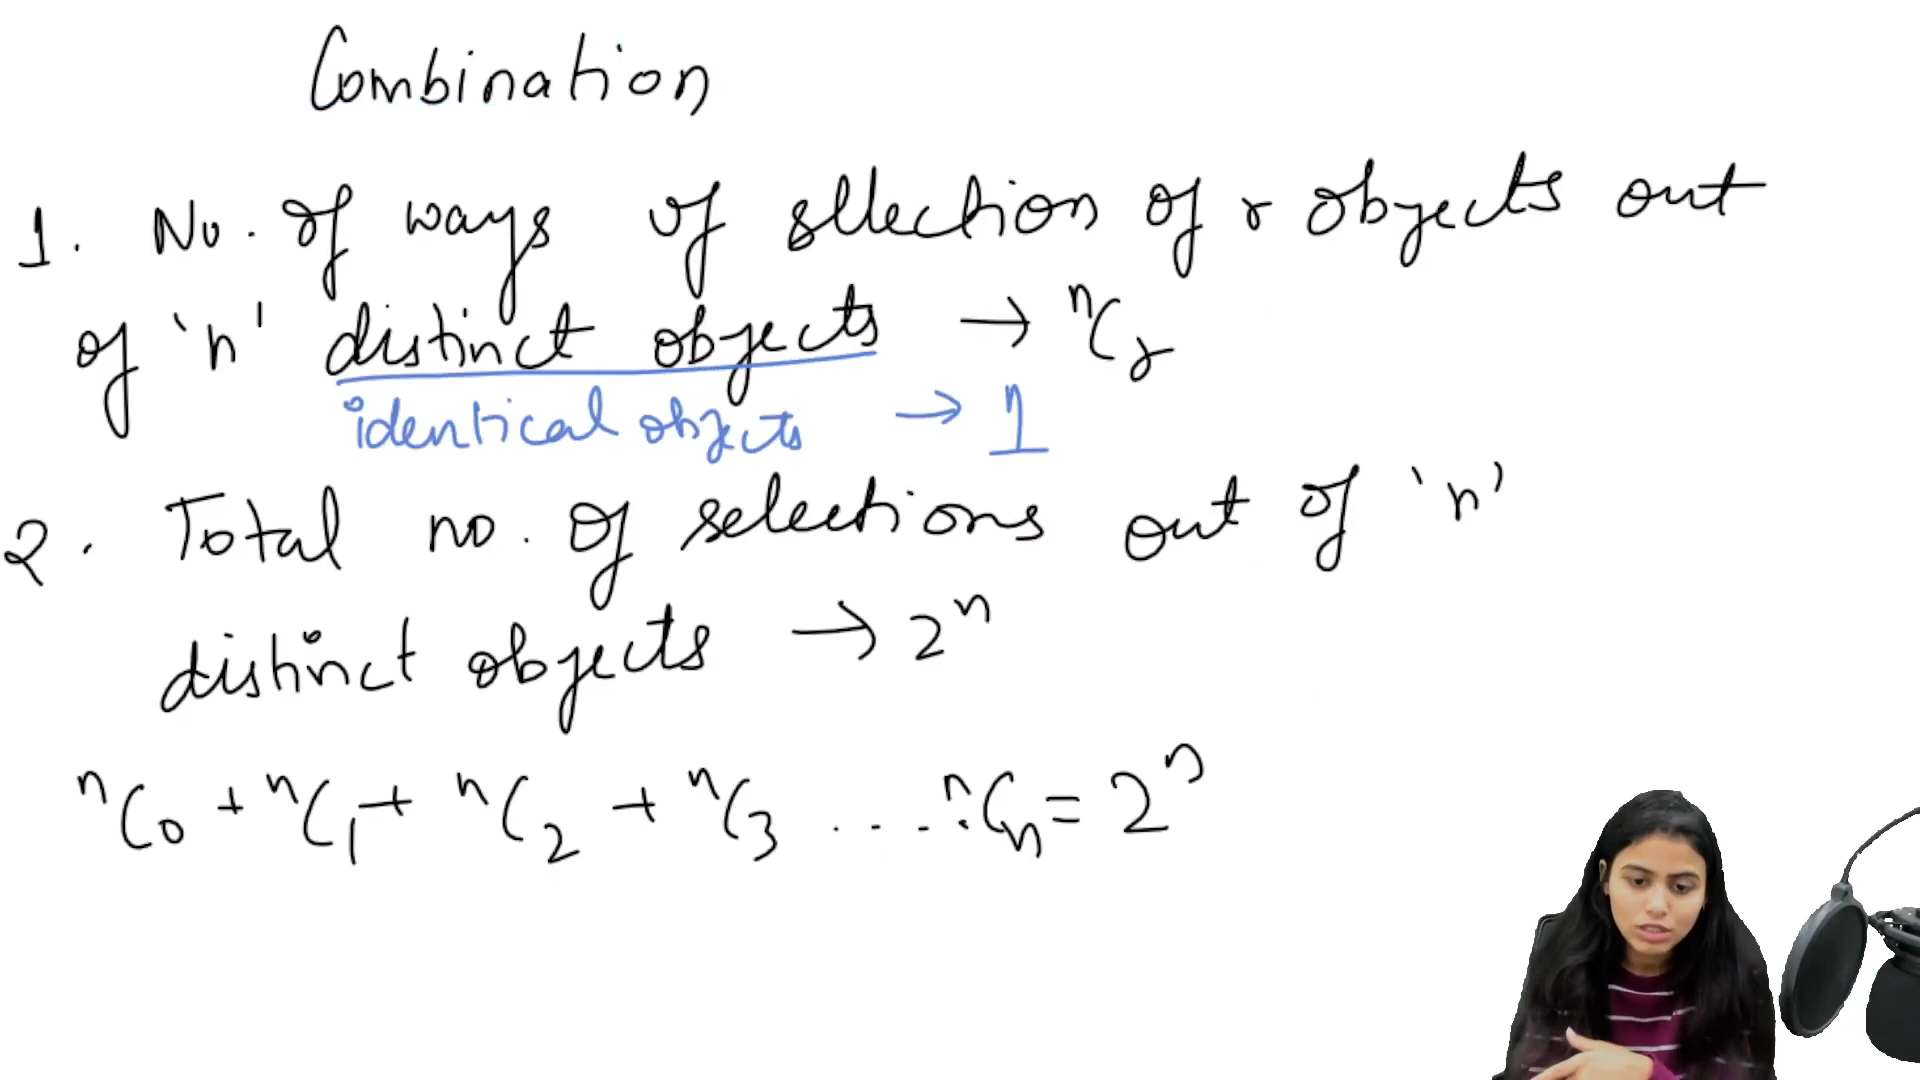 Combination
1. No. of ways of sllection of r objects out
of 'n' distinct objects → ⁿCᵣ
identical objects → 1
2. Total no. of selections out of 'n'
distinct objects → 2ⁿ
ⁿC₀ + ⁿC₁ + ⁿC₂ + ⁿC₃ ..... ⁿCₙ = 2ⁿ